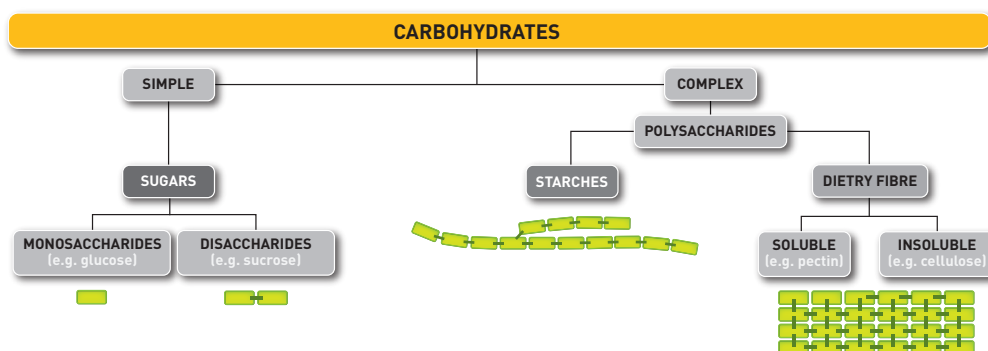 CARBOHYDRATES
SIMPLE
COMPLEX
POLYSACCHARIDES
SUGARS
STARCHES
DIETRY FIBRE
MONOSACCHARIDES
(e.g. glucose)
DISACCHARIDES
(e.g. sucrose)
SOLUBLE
(e.g. pectin)
INSOLUBLE
(e.g. cellulose)